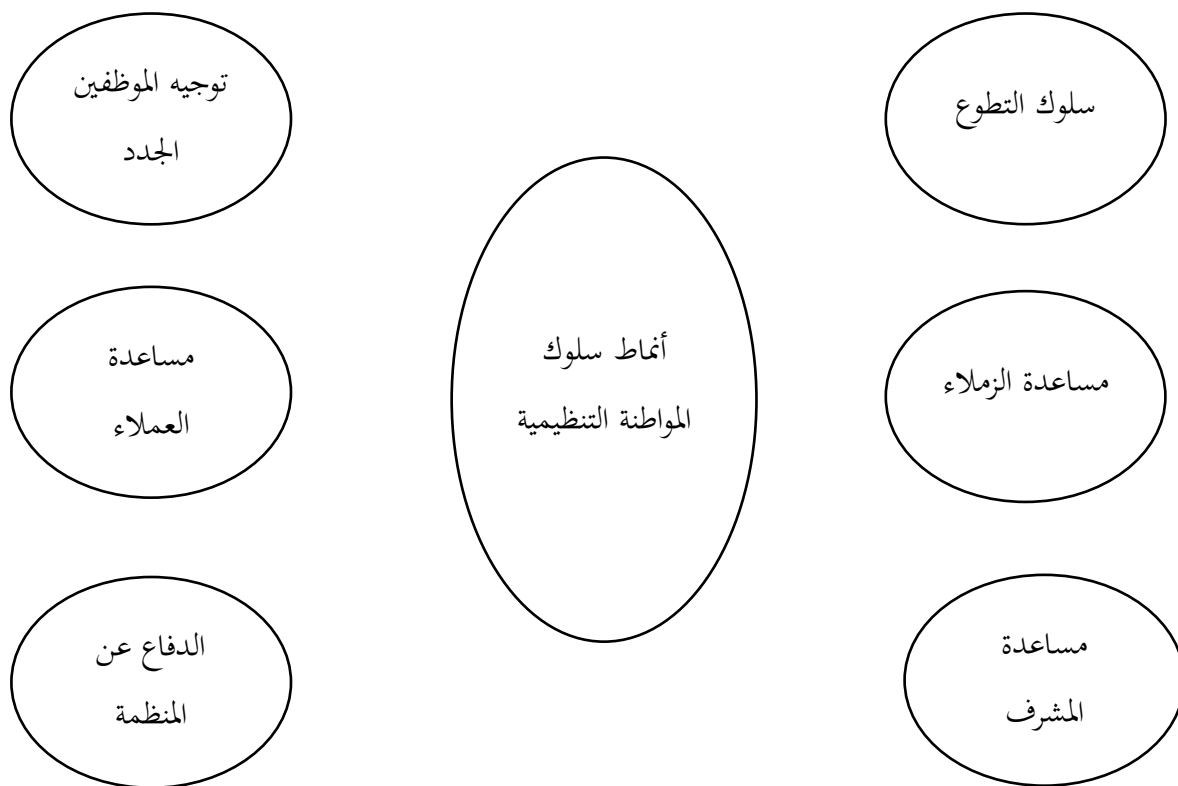 سلوك التطوع
توجيه الموظفين
الجدد
أنماط سلوك
المواطنة التنظيمية
مساعدة الزملاء
مساعدة
العملاء
مساعدة
المشرف
الدفاع عن
المنظمة